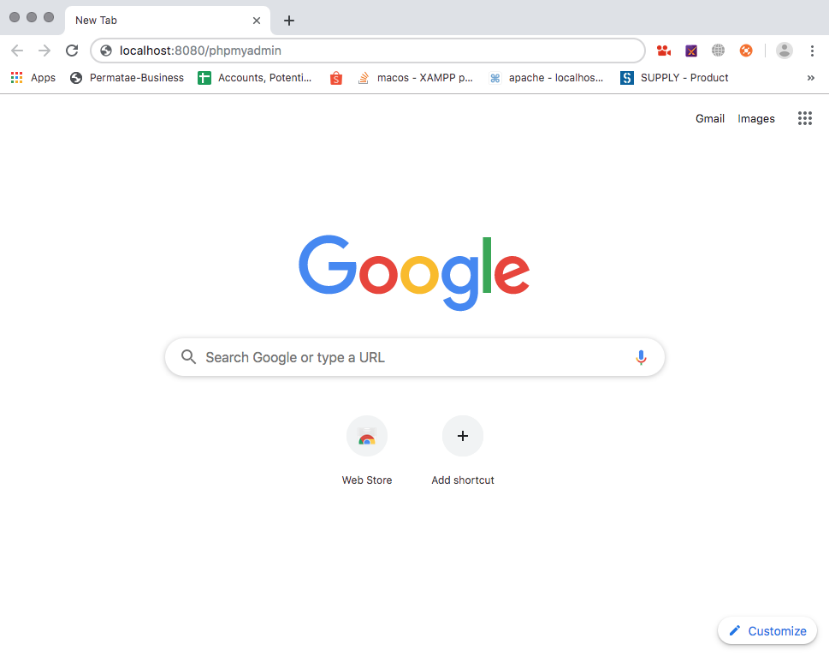 New Tab
localhost:8080/phpmyadmin
Apps Permatae-Business Accounts, Potenti... macos - XAMPP p... apache - localhos... SUPPLY - Product
Gmail Images
Google
Search Google or type a URL
Web Store Add shortcut
Customize